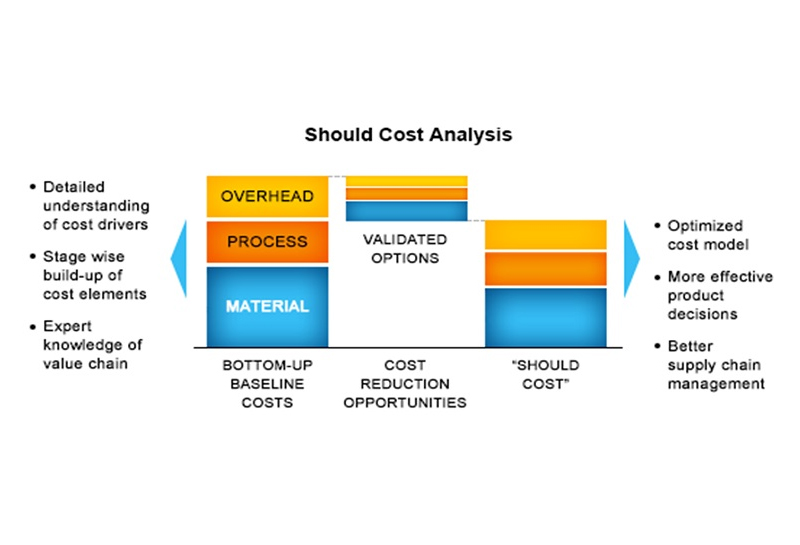 Should Cost Analysis
• Detailed
understanding
of cost drivers
• Stage wise
build-up of
cost elements
• Expert
knowledge of
value chain
OVERHEAD
PROCESS
MATERIAL
BOTTOM-UP
BASELINE
COSTS
VALIDATED
OPTIONS
COST
REDUCTION
OPPORTUNITIES
“SHOULD
COST”
• Optimized
cost model
• More effective
product
decisions
• Better
supply chain
management